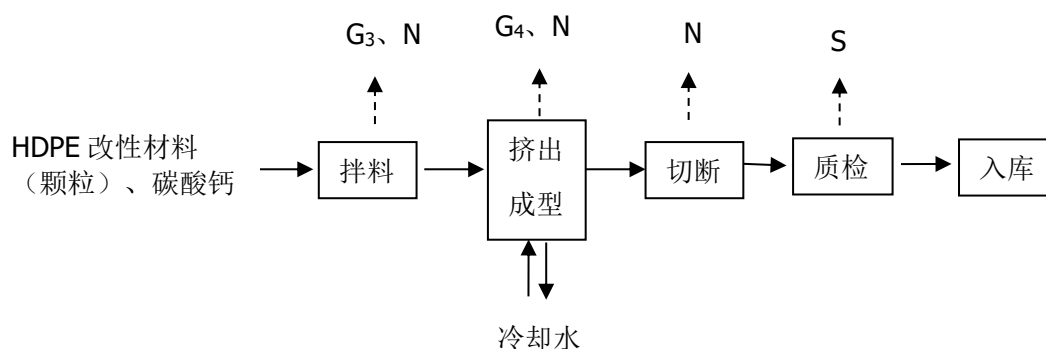 G₃、N
G₄、N
N
S
HDPE 改性材料
（颗粒）、碳酸钙
拌料
挤出
成型
切断
质检
入库
冷却水